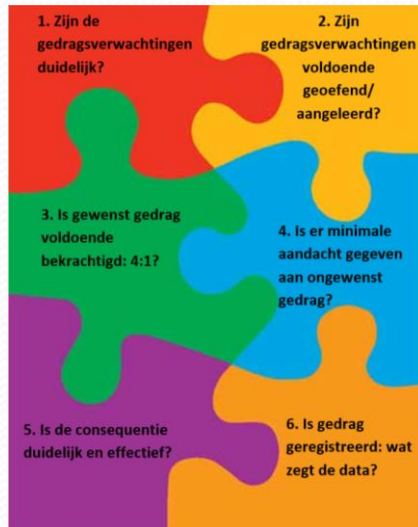 1. Zijn de
gedragsverwachtingen
duidelijk?
2. Zijn
gedragsverwachtingen
voldoende
geoefend/
aangeleerd?
3. Is gewenst gedrag
voldoende
bekrachtigd: 4:1?
4. Is er minimale
aandacht gegeven
aan ongewenst
gedrag?
5. Is de consequentie
duidelijk en effectief?
6. Is gedrag
geregistreerd: wat
zegt de data?